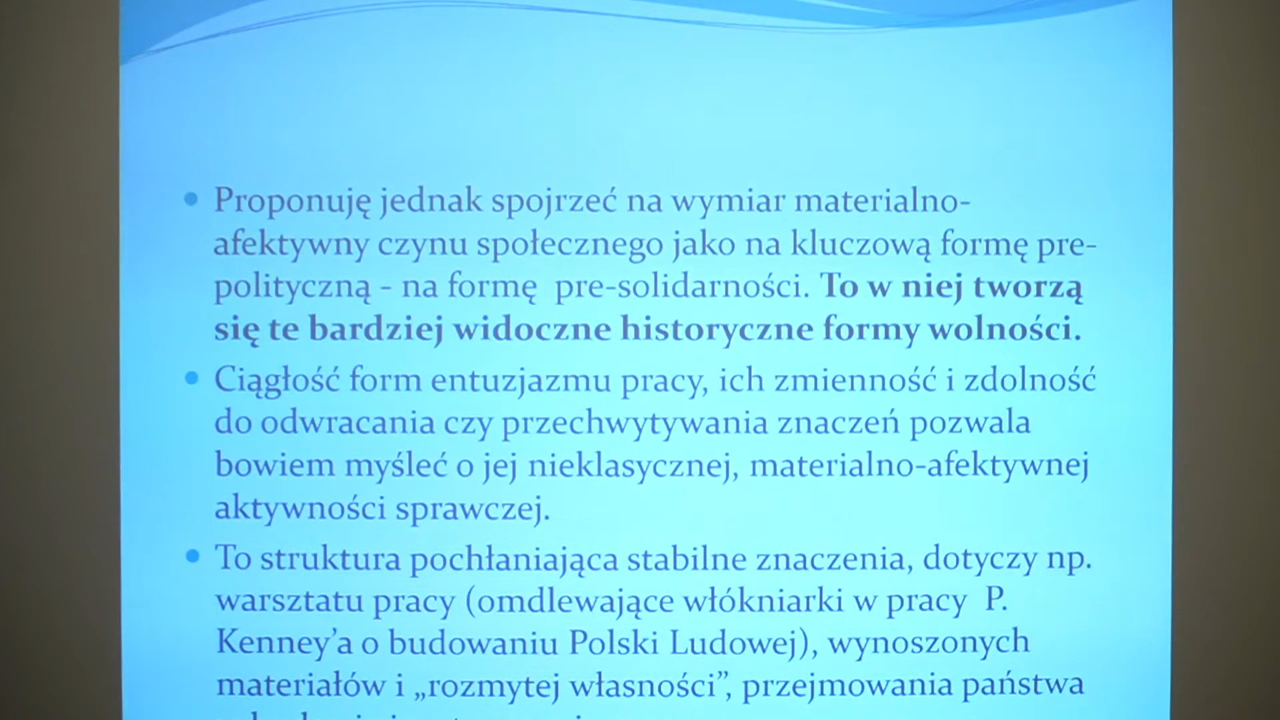 Proponuję jednak spojrzeć na wymiar materialno-
afektywny czynu społecznego jako na kluczową formę pre-
polityczną - na formę pre-solidarności. To w niej tworzą
się te bardziej widoczne historyczne formy wolności.
Ciągłość form entuzjazmu pracy, ich zmienność i zdolność
do odwracania czy przechwytywania znaczeń pozwala
bowiem myśleć o jej nieklasycznej, materialno-afektywnej
aktywności sprawczej.
To struktura pochłaniająca stabilne znaczenia, dotyczy np.
warsztatu pracy (omdlewające włókniarki w pracy P.
Kenney’a o budowaniu Polski Ludowej), wynoszonych
materiałów i „rozmytej własności”, przejmowania państwa